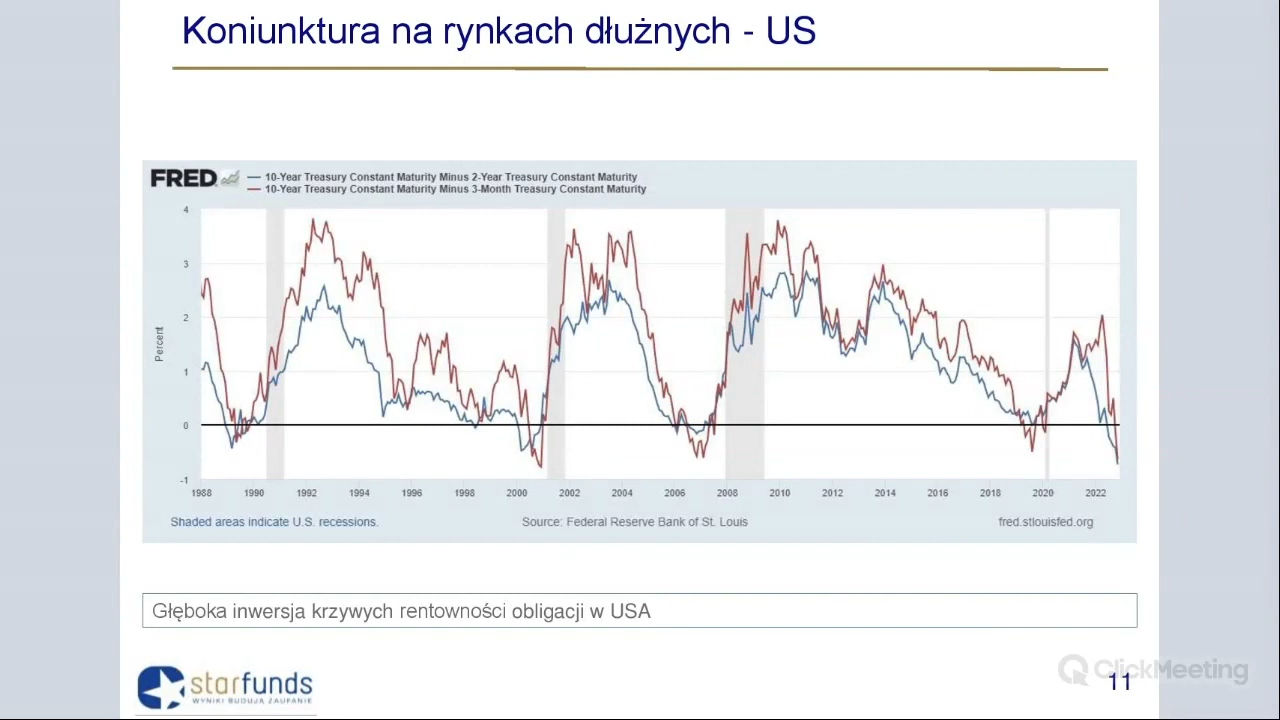 Koniunktura na rynkach dłużnych - US
FRED
10-Year Treasury Constant Maturity Minus 2-Year Treasury Constant Maturity
10-Year Treasury Constant Maturity Minus 3-Month Treasury Constant Maturity
4
3
2
1
0
-1
Percent
1988 1990 1992 1994 1996 1998 2000 2002 2004 2006 2008 2010 2012 2014 2016 2018 2020 2022
Shaded areas indicate U.S. recessions. Source: Federal Reserve Bank of St. Louis fred.stlouisfed.org
Głęboka inwersja krzywych rentowności obligacji w USA
starfunds
WYNIKI BUDUJĄ ZAUFANIE
ClickMeeting
11